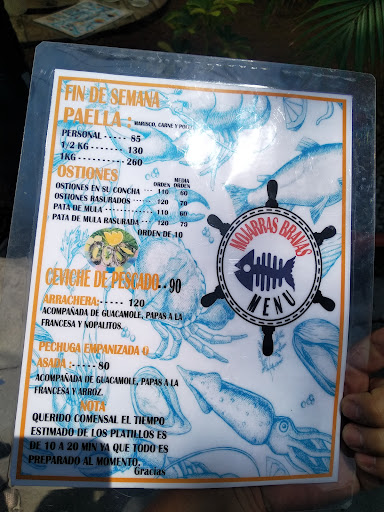 FIN DE SEMANA
PAELLA : MARISCO, CARNE Y POLLO
PERSONAL ----- 85
1/2 KG -------- 130
1KG ---------- 260
OSTIONES
ORDEN
MEDIA ORDEN
OSTIONES EN SU CONCHA ---- 110 60
OSTIONES RASURADOS ---- 120 70
PATA DE MULA ---------- 110 60
PATA DE MULA RASURADA ---- 120 75
ORDEN DE 10
CEVICHE DE PESCADO-- 90
ARRACHERA;----- 120
ACOMPAÑADA DE GUACAMOLE, PAPAS A LA
FRANCESA Y NOPALITOS.
PECHUGA EMPANIZADA O
ASADA :----- 80
ACOMPAÑADA DE GUACAMOLE, PAPAS A LA
FRANCESA Y ARROZ.
NOTA
QUERIDO COMENSAL EL TIEMPO
ESTIMADO DE LOS PLATILLOS ES
DE 10 A 20 MIN YA QUE TODO ES
PREPARADO AL MOMENTO.
Gracias
MOJARRAS BRAVAS
MENU